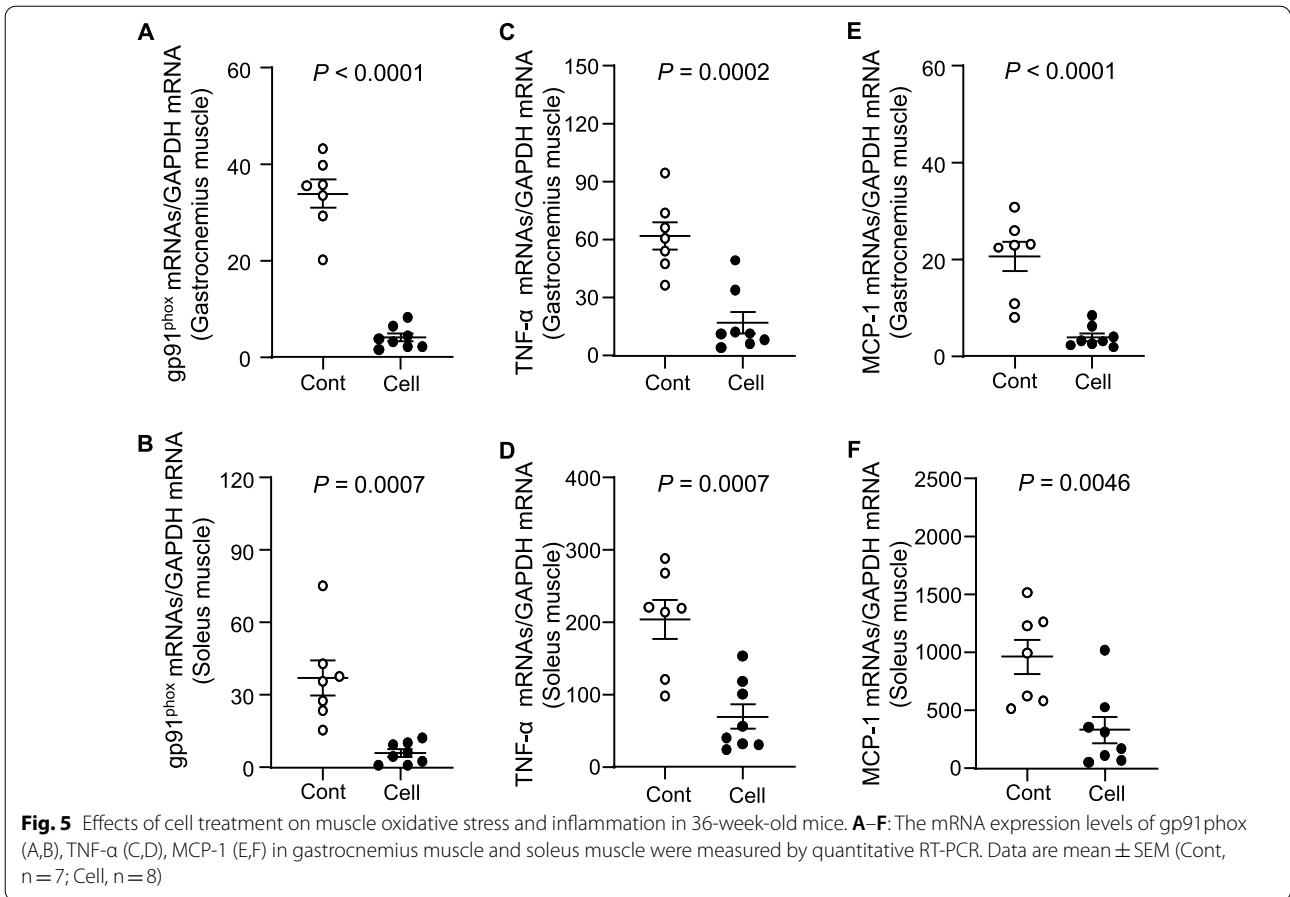 A
gp91phox mRNAs/GAPDH mRNA
(Gastrocnemius muscle)
P < 0.0001
60
40
20
0
Cont Cell
C
TNF-α mRNAs/GAPDH mRNA
(Gastrocnemius muscle)
P = 0.0002
150
120
90
60
30
0
Cont Cell
E
MCP-1 mRNAs/GAPDH mRNA
(Gastrocnemius muscle)
P < 0.0001
60
40
20
0
Cont Cell
B
gp91phox mRNAs/GAPDH mRNA
(Soleus muscle)
P = 0.0007
120
90
60
30
0
Cont Cell
D
TNF-α mRNAs/GAPDH mRNA
(Soleus muscle)
P = 0.0007
400
300
200
100
0
Cont Cell
F
MCP-1 mRNAs/GAPDH mRNA
(Soleus muscle)
P = 0.0046
2500
2000
1500
1000
500
0
Cont Cell
Fig. 5 Effects of cell treatment on muscle oxidative stress and inflammation in 36-week-old mice. A–F: The mRNA expression levels of gp91phox
(A,B), TNF-α (C,D), MCP-1 (E,F) in gastrocnemius muscle and soleus muscle were measured by quantitative RT-PCR. Data are mean ± SEM (Cont,
n = 7; Cell, n = 8)